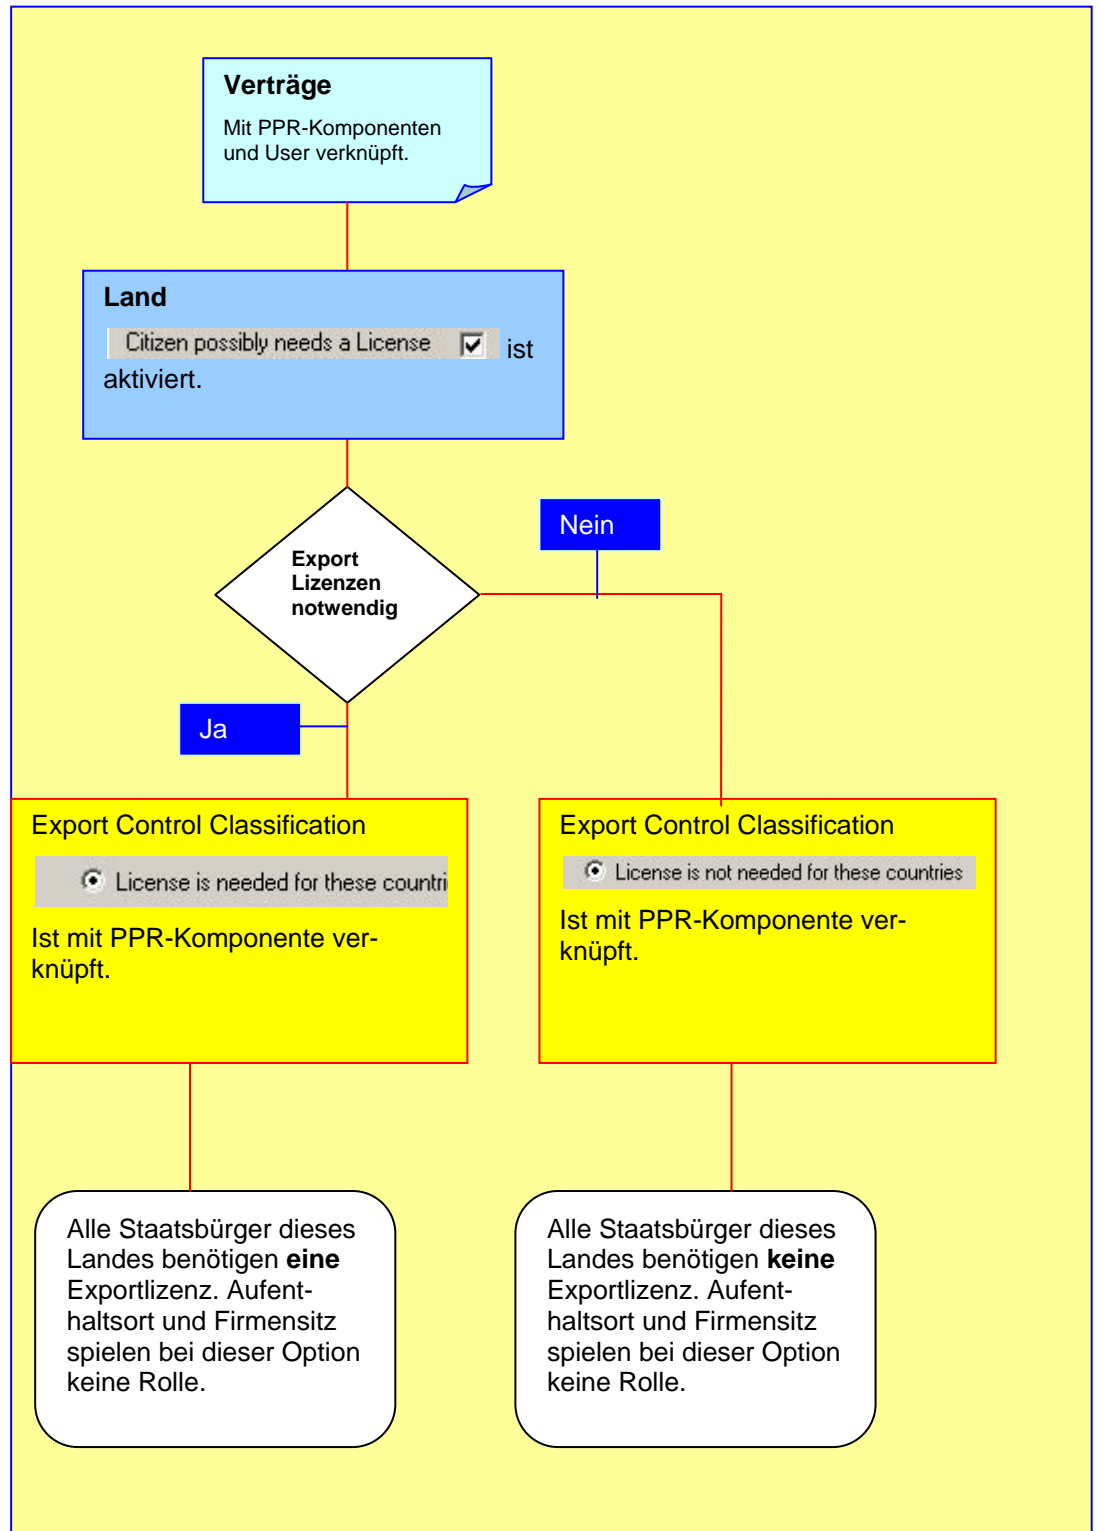 Verträge
Mit PPR-Komponenten
und User verknüpft.
Land
Citizen possibly needs a License ist
aktiviert.
Nein
Export
Lizenzen
notwendig
Ja
Export Control Classification
License is needed for these countri
Ist mit PPR-Komponente ver-
knüpft.
Export Control Classification
License is not needed for these countries
Ist mit PPR-Komponente ver-
knüpft.
Alle Staatsbürger dieses
Landes benötigen eine
Exportlizenz. Aufent-
haltsort und Firmensitz
spielen bei dieser Option
keine Rolle.
Alle Staatsbürger dieses
Landes benötigen keine
Exportlizenz. Aufent-
haltsort und Firmensitz
spielen bei dieser Option
keine Rolle.